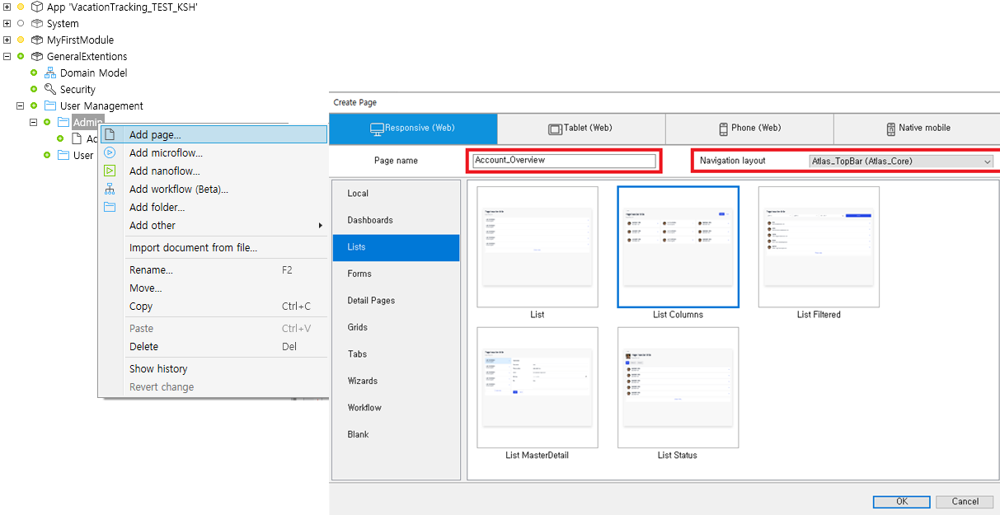 App 'VacationTracking_TEST_KSH'
System
MyFirstModule
GeneralExtentions
Domain Model
Security
User Management
Admin
Ac
User
Add page...
Add microflow...
Add nanoflow...
Add workflow (Beta)...
Add folder...
Add other
Import document from file...
Rename... F2
Move...
Copy Ctrl+C
Paste Ctrl+V
Delete Del
Show history
Revert change
Create Page
Responsive (Web) Tablet (Web) Phone (Web) Native mobile
Page name Account_Overview Navigation layout Atlas_TopBar (Atlas_Core)
Local
Dashboards
Lists
Forms
Detail Pages
Grids
Tabs
Wizards
Workflow
Blank
List List Columns List Filtered
List MasterDetail List Status
OK Cancel